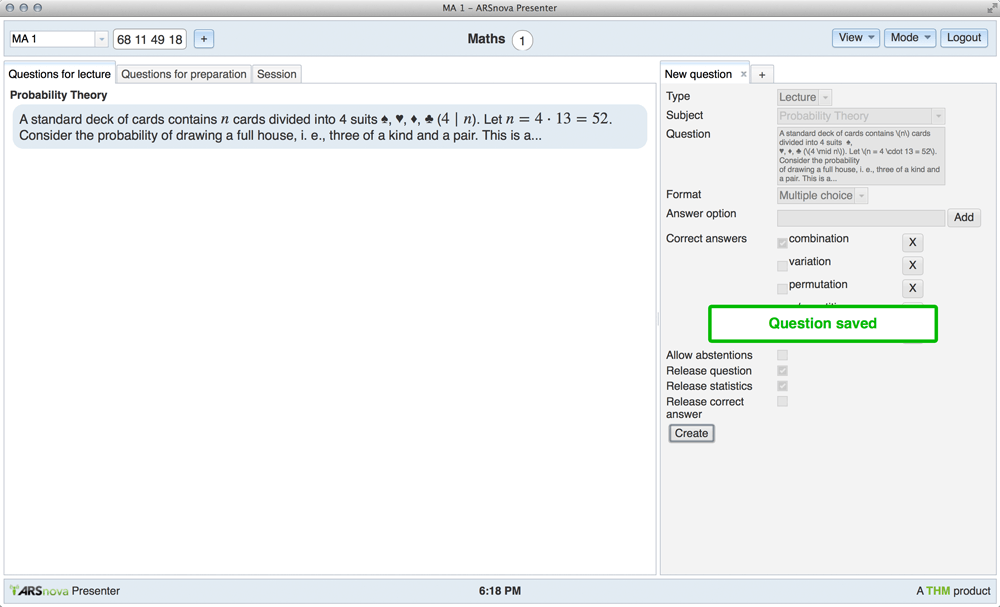 MA 1 – ARSnova Presenter
MA 1
68 11 49 18
+
Maths
1
View
Mode
Logout
Questions for lecture
Questions for preparation
Session
Probability Theory
A standard deck of cards contains n cards divided into 4 suits ♠, ♥, ♦, ♣ (4 | n). Let n = 4 · 13 = 52.
Consider the probability of drawing a full house, i. e., three of a kind and a pair. This is a...
New question
×
+
Type
Lecture
Subject
Probability Theory
Question
A standard deck of cards contains \(n\) cards
divided into 4 suits ♠,
♥, ♦, ♣ (\(4 \mid n\)). Let \(n = 4 \cdot 13 = 52\).
Consider the probability
of drawing a full house, i. e., three of a kind and
a pair. This is a...
Format
Multiple choice
Answer option
Add
Correct answers
combination
X
variation
X
permutation
X
Question saved
Allow abstentions
Release question
Release statistics
Release correct
answer
Create
ARSnova Presenter
6:18 PM
A THM product